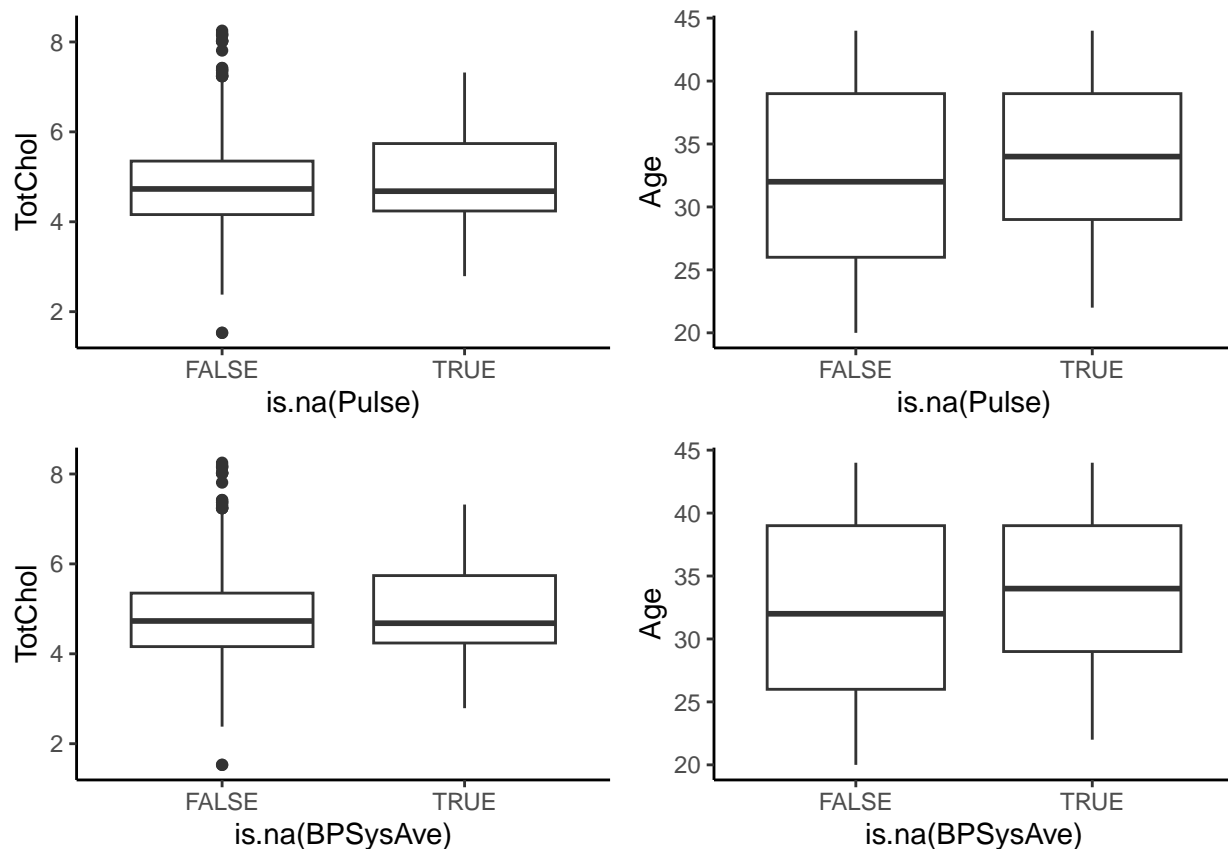 TotChol
8
6
4
2
FALSE TRUE
is.na(Pulse)
Age
45
40
35
30
25
20
FALSE TRUE
is.na(Pulse)
TotChol
8
6
4
2
FALSE TRUE
is.na(BPSysAve)
Age
45
40
35
30
25
20
FALSE TRUE
is.na(BPSysAve)